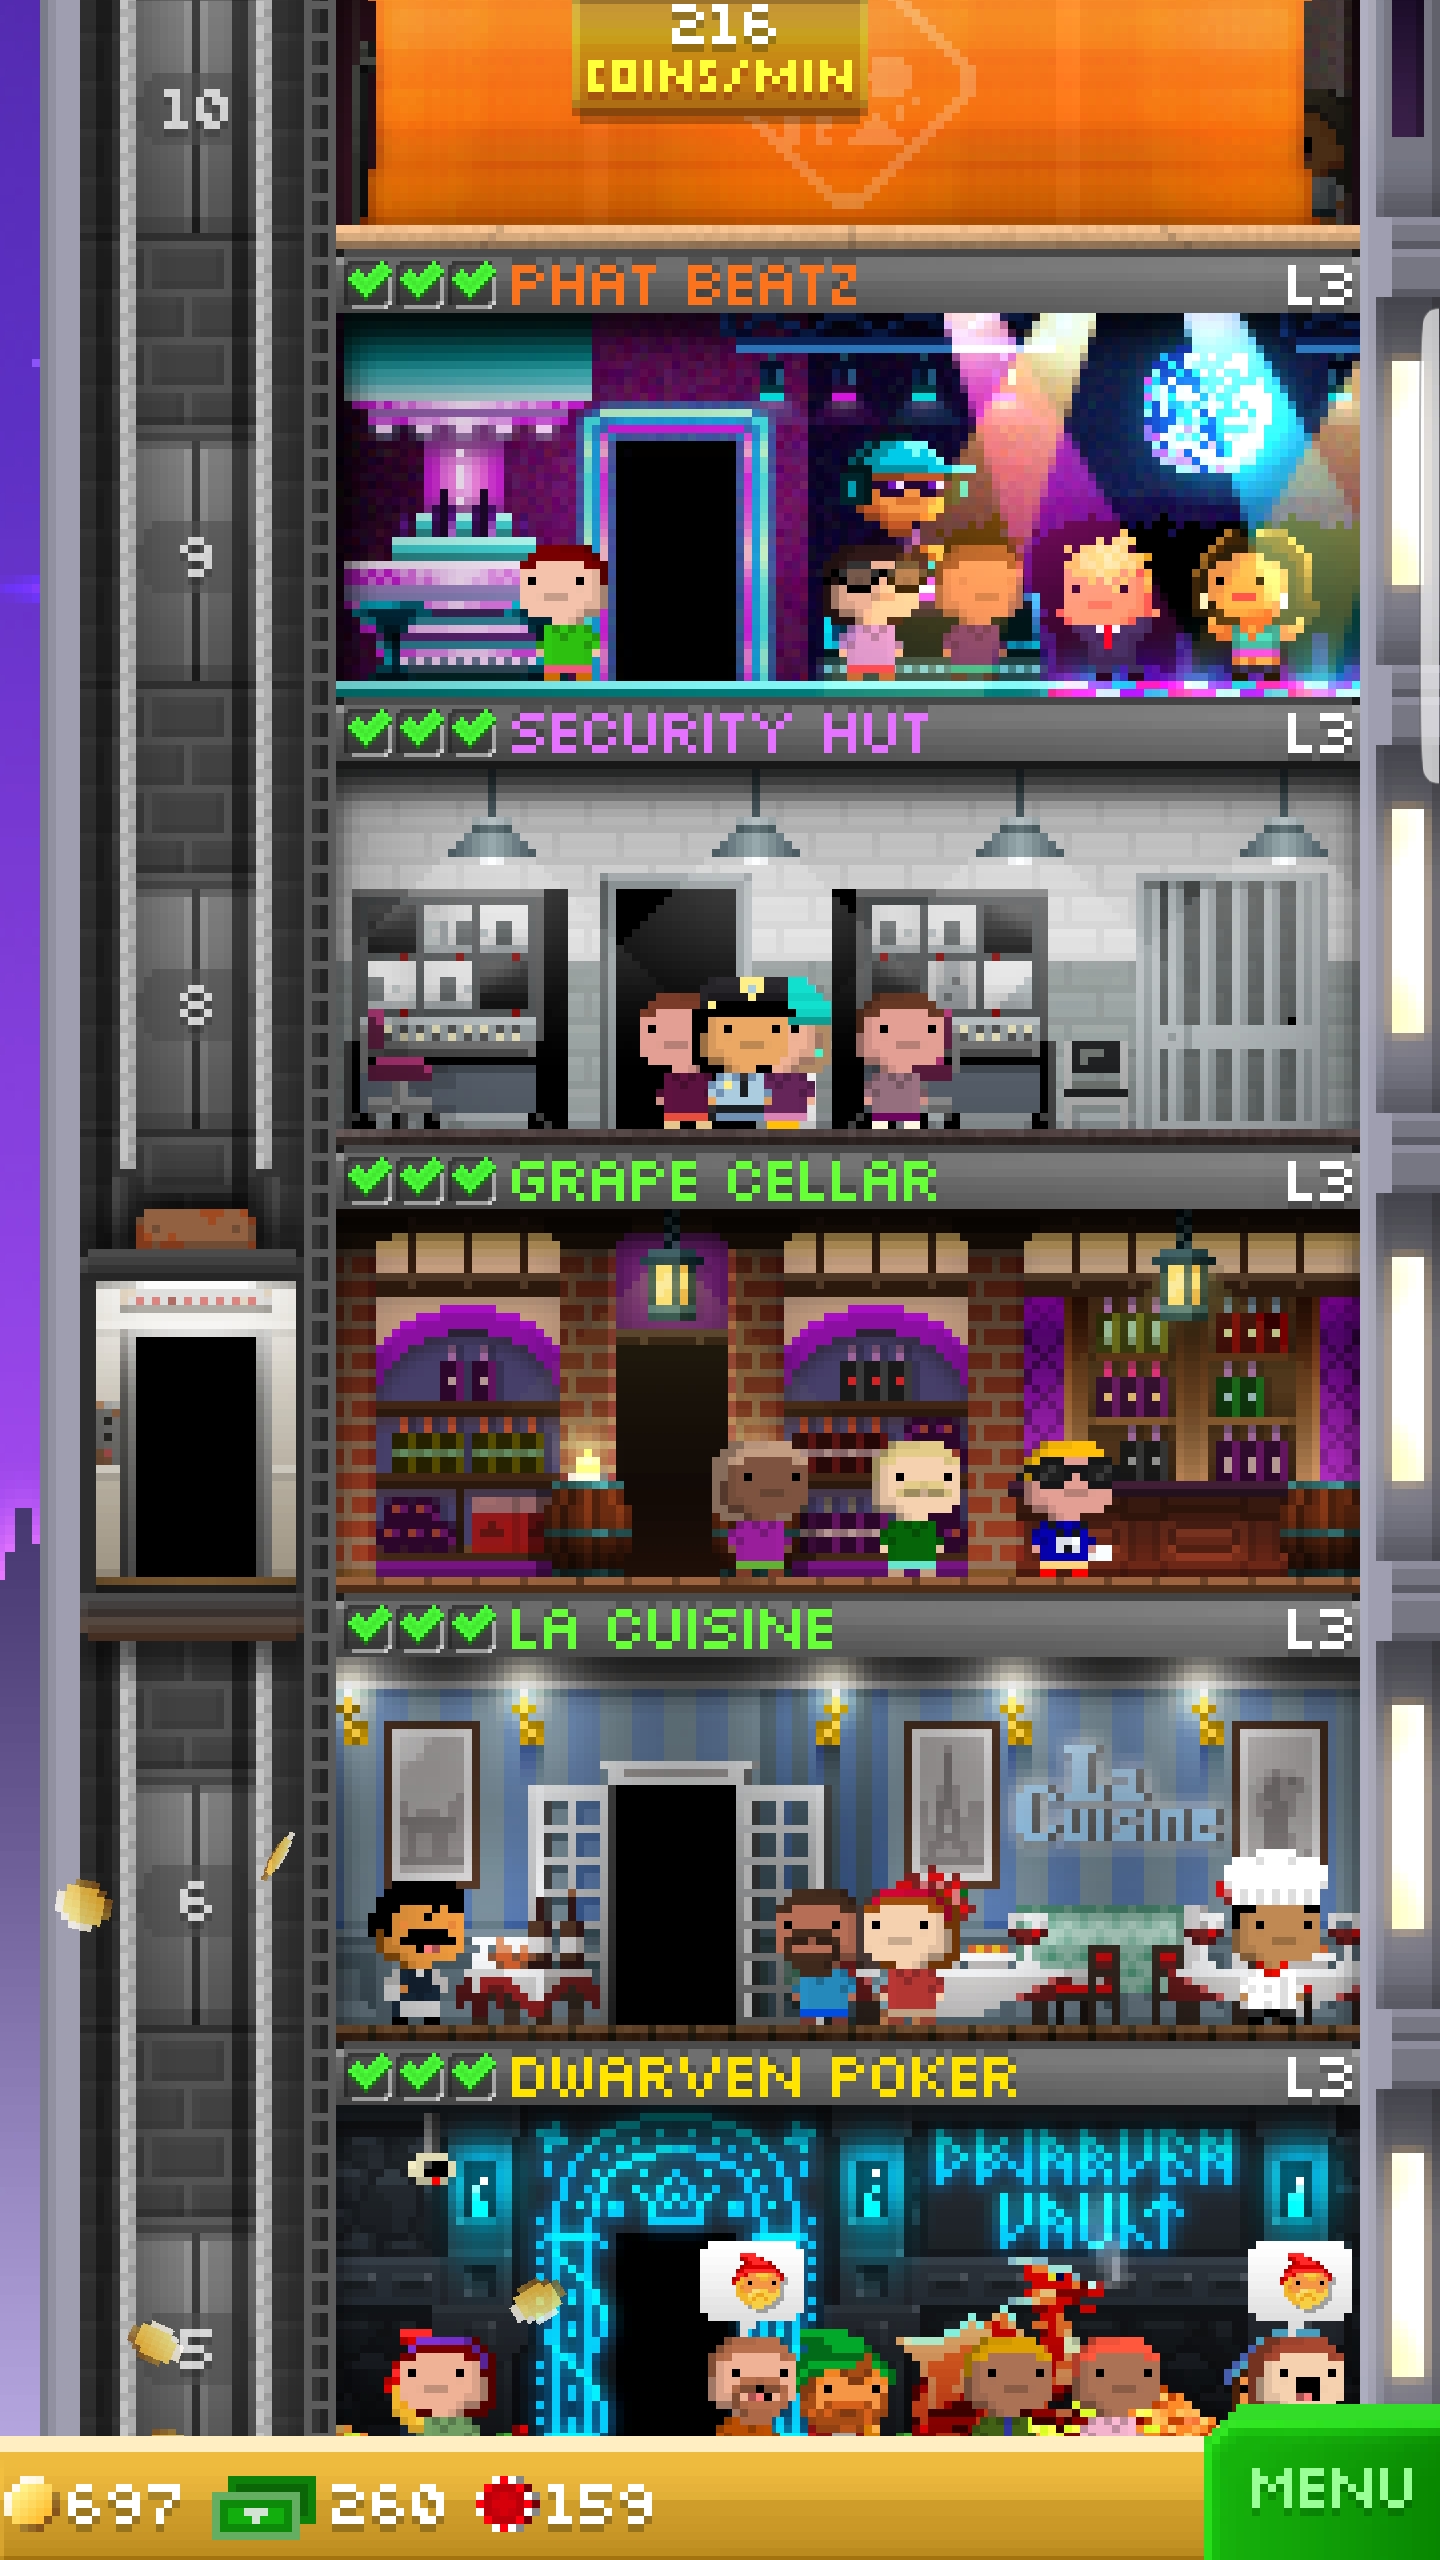 216
COINS/MIN
10
PHAT BEATZ L3
9
SECURITY HUT L3
8
GRAPE CELLAR L3
LA CUISINE L3
La
Cuisine
6
DWARVEN POKER L3
DWARVEN
VAULT
5
697 260 159
MENU